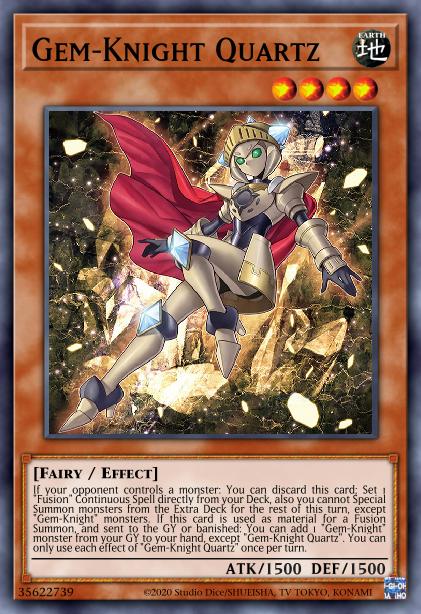 Gem-Knight Quartz
EARTH
地
[Fairy / Effect]
If your opponent controls a monster: You can discard this card; Set 1
"Fusion" Continuous Spell directly from your Deck, also you cannot Special
Summon monsters from the Extra Deck for the rest of this turn, except
"Gem-Knight" monsters. If this card is used as material for a Fusion
Summon, and sent to the GY or banished: You can add 1 "Gem-Knight"
monster from your GY to your hand, except "Gem-Knight Quartz". You can
only use each effect of "Gem-Knight Quartz" once per turn.
ATK/1500 DEF/1500
35622739
©2020 Studio Dice/SHUEISHA, TV TOKYO, KONAMI